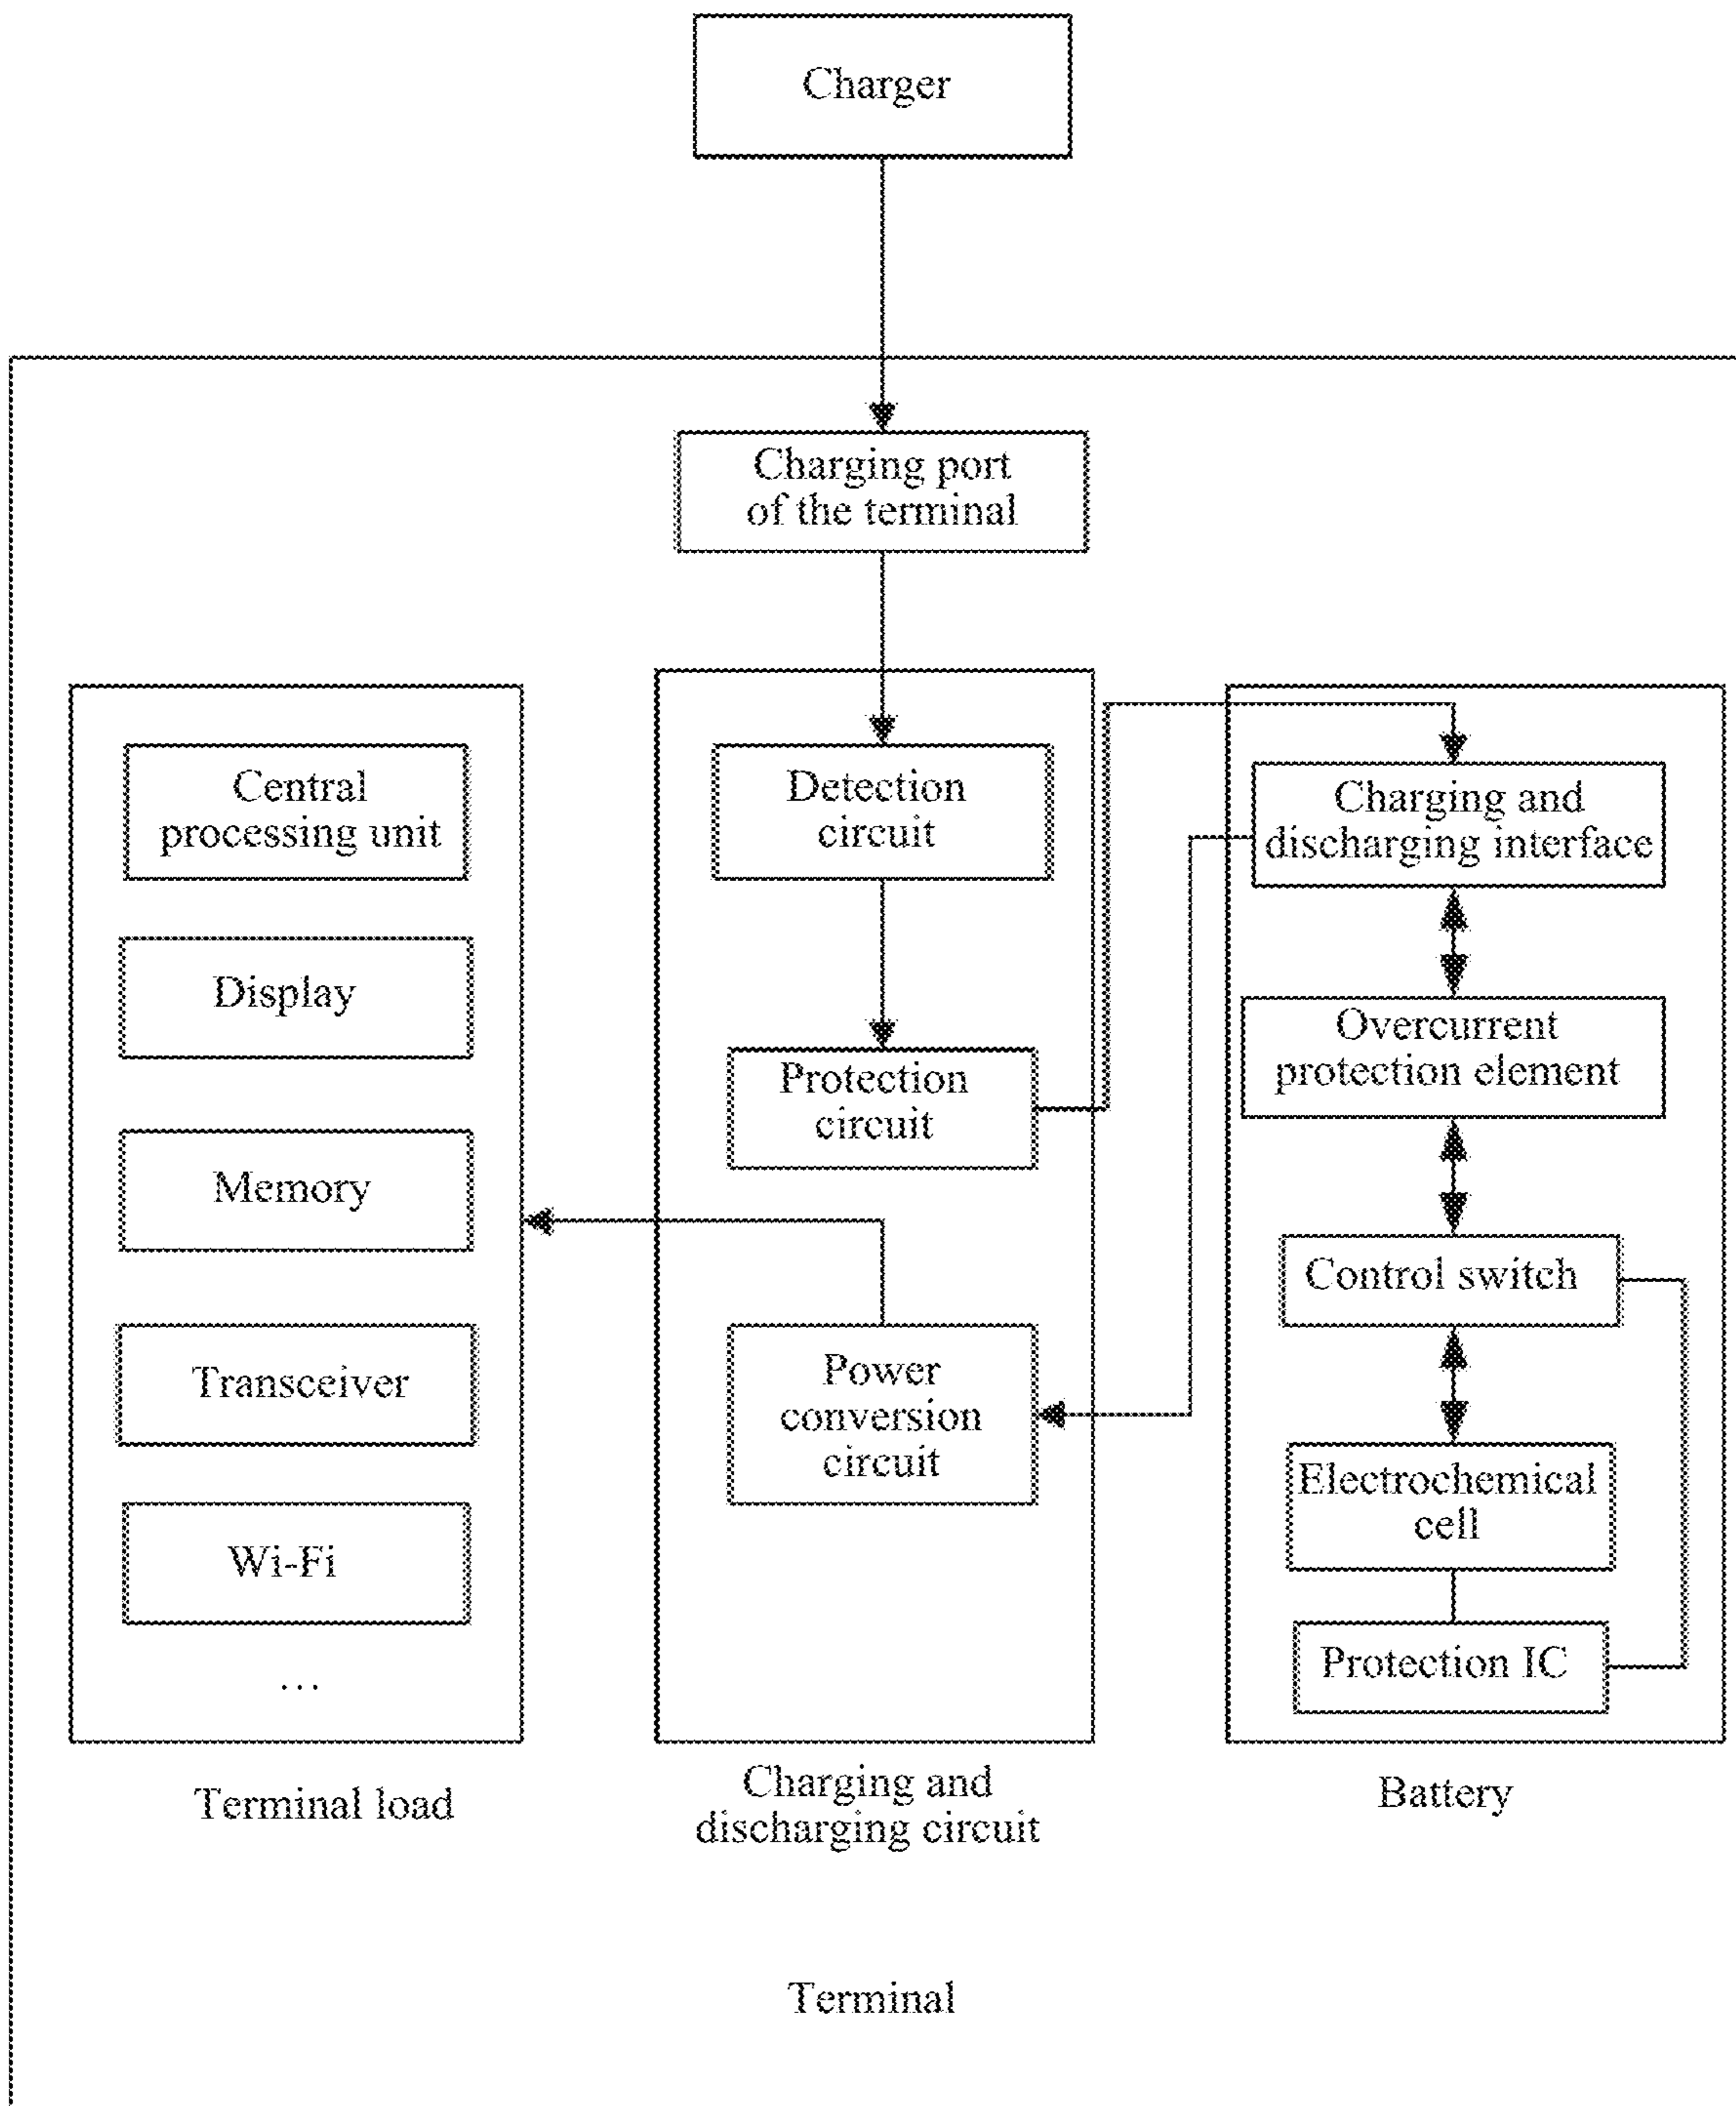 Charger
Charging port
of the terminal
Central
processing unit
Display
Memory
Transceiver
Wi-Fi
...
Terminal load
Detection
circuit
Protection
circuit
Power
conversion
circuit
Charging and
discharging circuit
Charging and
discharging interface
Overcurrent
protection element
Control switch
Electrochemical
cell
Protection IC
Battery
Terminal